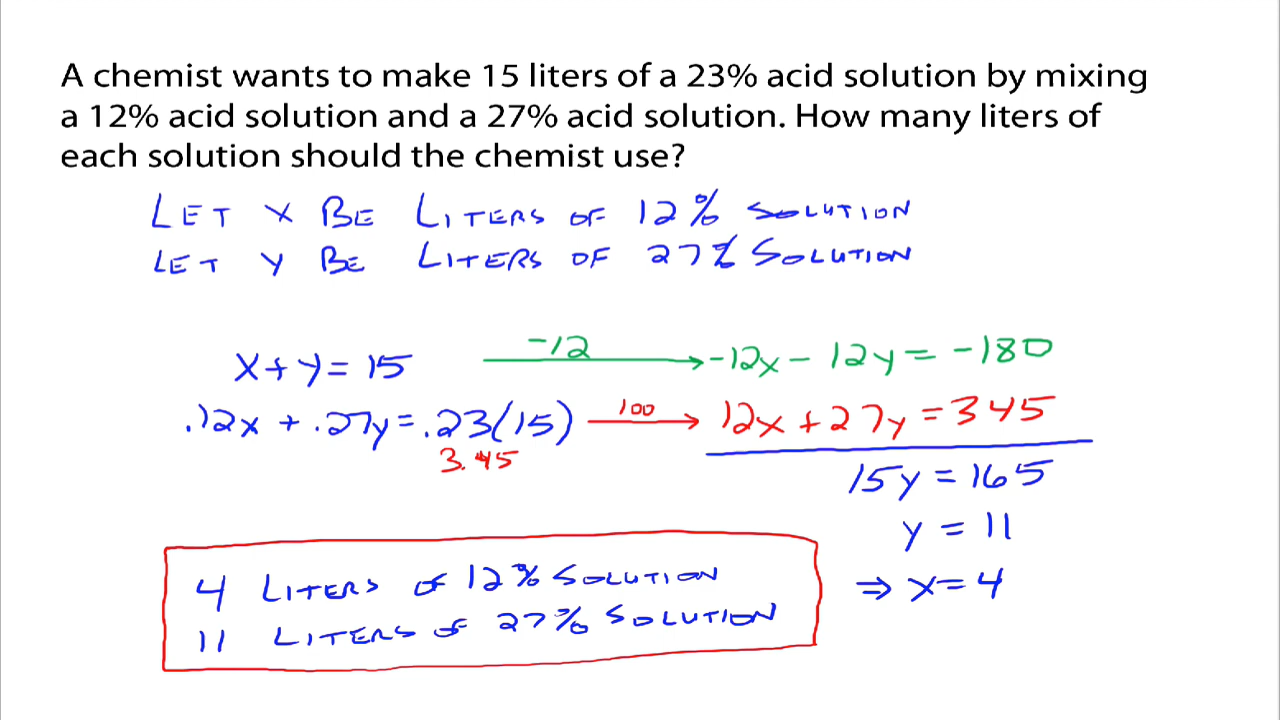 A chemist wants to make 15 liters of a 23% acid solution by mixing
a 12% acid solution and a 27% acid solution. How many liters of
each solution should the chemist use?
LET X BE LITERS OF 12% SOLUTION
LET Y BE LITERS OF 27% SOLUTION
x + y = 15 -12 -12x - 12y = -180
.12x + .27y = .23(15) 100 12x + 27y = 345
3.45
15y = 165
y = 11
⇒ x = 4
4 LITERS OF 12% SOLUTION
11 LITERS OF 27% SOLUTION